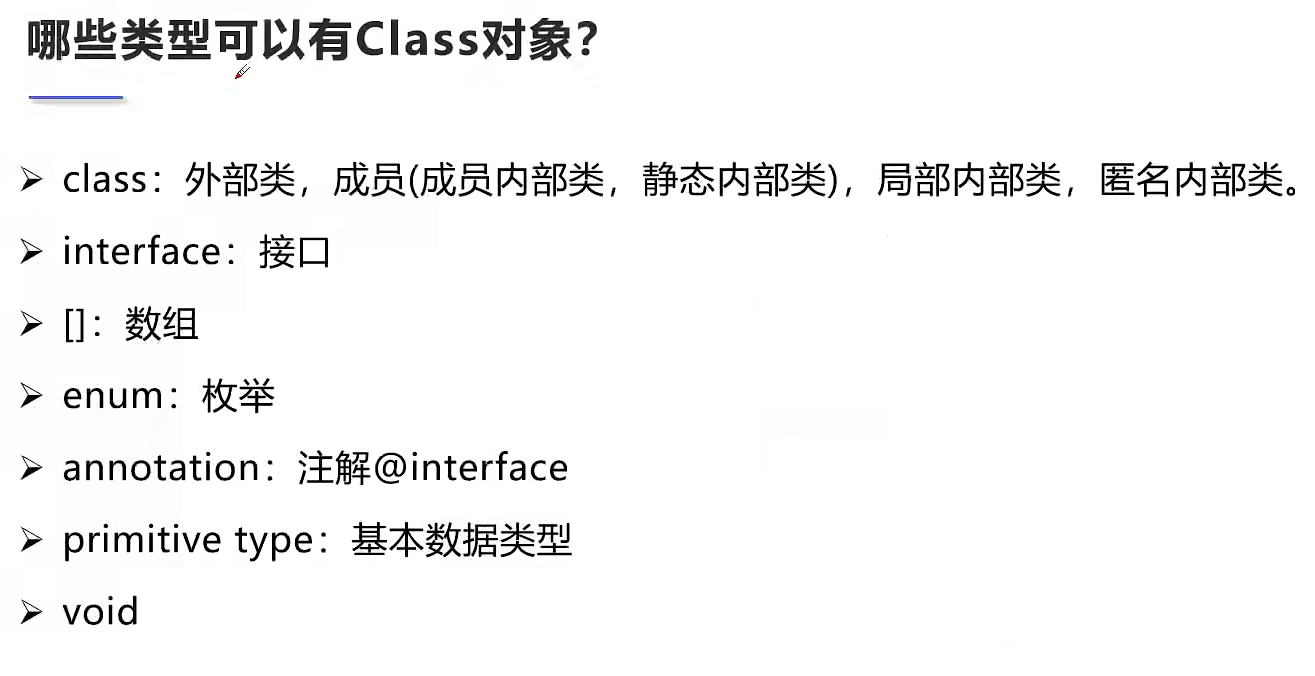 哪些类型可以有Class对象?
class：外部类，成员(成员内部类，静态内部类)，局部内部类，匿名内部类。
interface：接口
[]：数组
enum：枚举
annotation：注解@interface
primitive type：基本数据类型
void